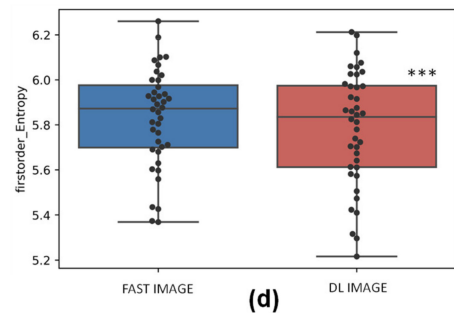 6.2
6.0
5.8
5.6
5.4
5.2
firstorder_Entropy
***
FAST IMAGE
DL IMAGE
(d)